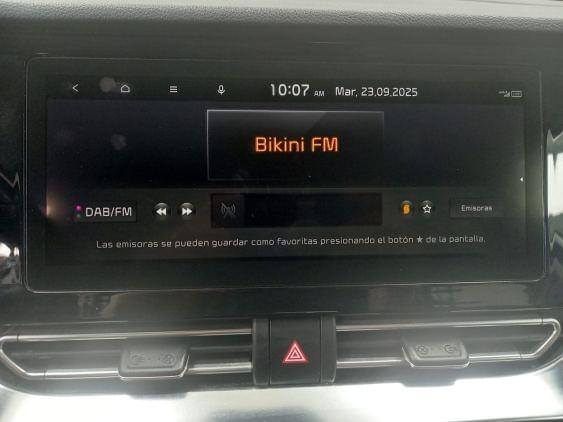 10:07 AM Mar, 23.09.2025
Bikini FM
DAB/FM
Emisoras
Las emisoras se pueden guardar como favoritas presionando el botón ★ de la pantalla.